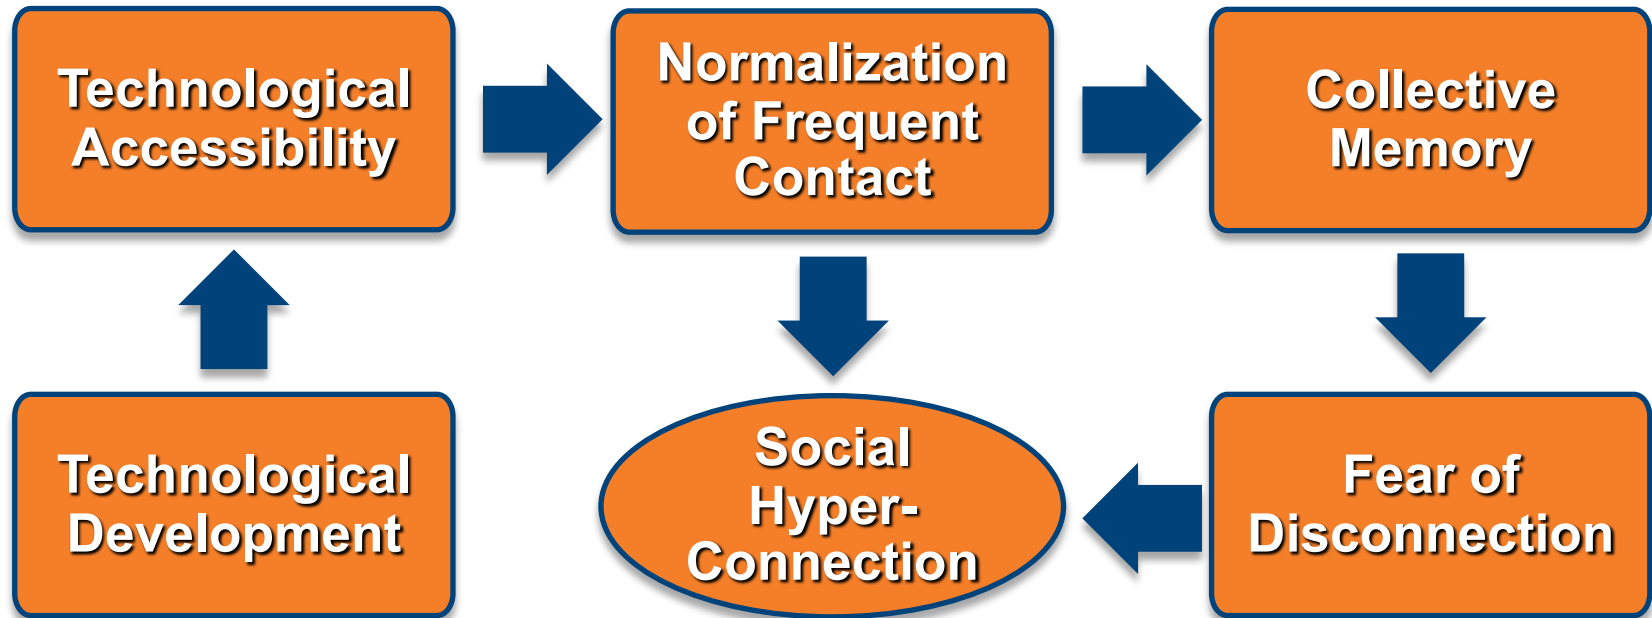 Technological
Accessibility
Normalization
of Frequent
Contact
Collective
Memory
Technological
Development
Social
Hyper-
Connection
Fear of
Disconnection